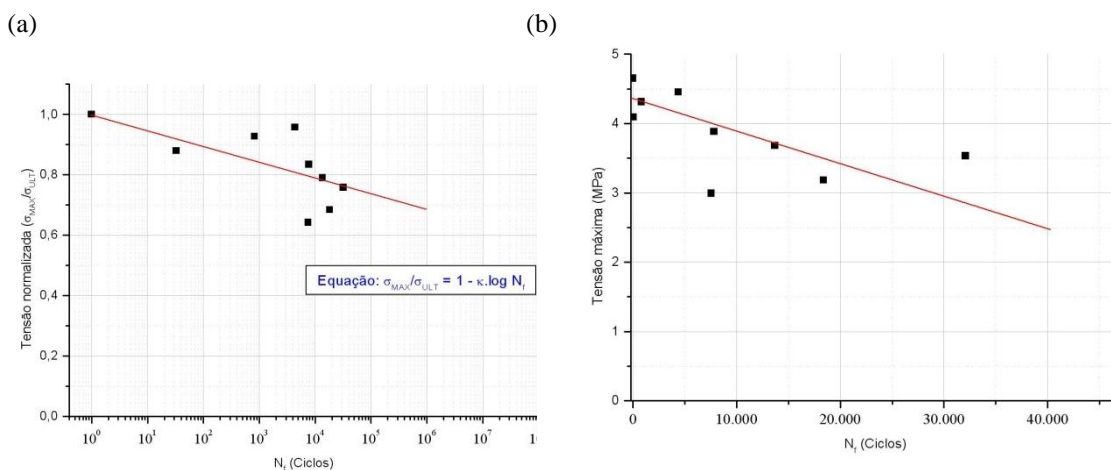 (a)
(b)
Tensão normalizada (σMAX/σULT)
1,0
0,8
0,6
0,4
0,2
0,0
Equação: σMAX/σULT = 1 - κ.log Nf
10^0 10^1 10^2 10^3 10^4 10^5 10^6 10^7
Nf (Ciclos)
Tensão máxima (MPa)
5
4
3
2
1
0
0 10.000 20.000 30.000 40.000
Nf (Ciclos)